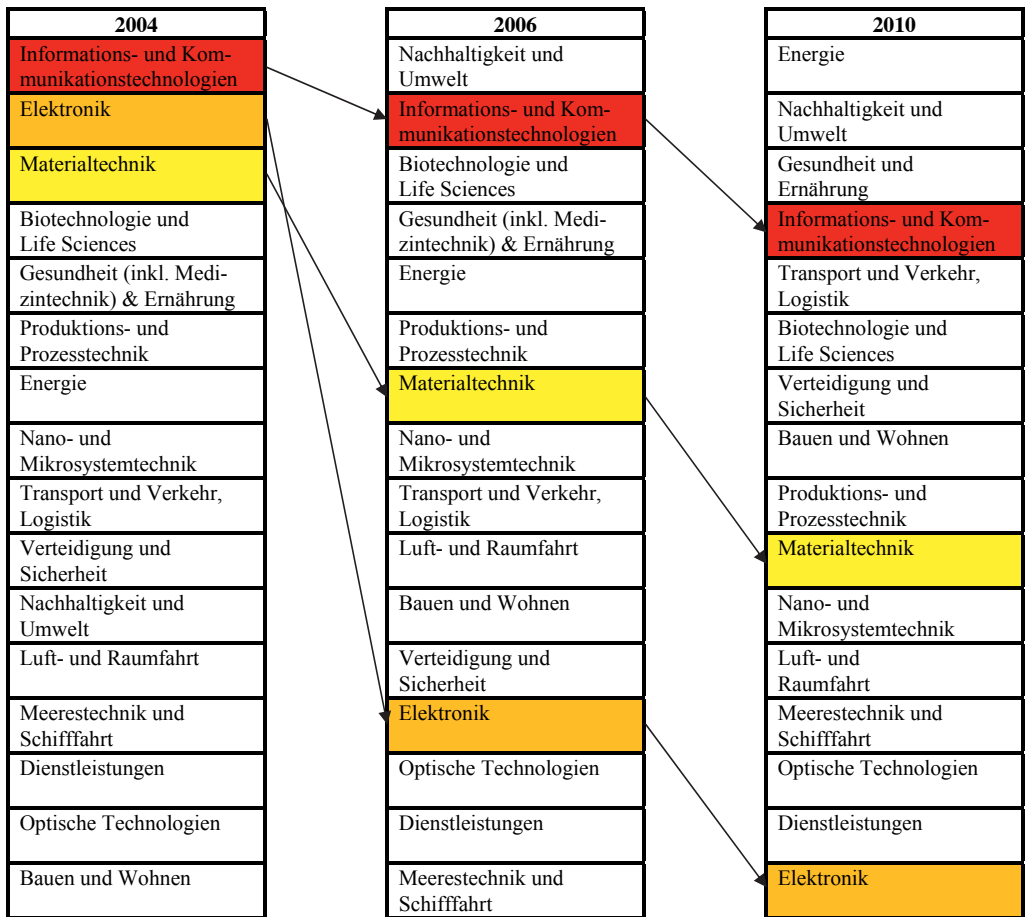 2004
Informations- und Kom-
munikationstechnologien
Elektronik
Materialtechnik
Biotechnologie und
Life Sciences
Gesundheit (inkl. Medi-
zintechnik) & Ernährung
Produktions- und
Prozesstechnik
Energie
Nano- und
Mikrosystemtechnik
Transport und Verkehr,
Logistik
Verteidigung und
Sicherheit
Nachhaltigkeit und
Umwelt
Luft- und Raumfahrt
Meerestechnik und
Schifffahrt
Dienstleistungen
Optische Technologien
Bauen und Wohnen
2006
Nachhaltigkeit und
Umwelt
Informations- und Kom-
munikationstechnologien
Biotechnologie und
Life Sciences
Gesundheit (inkl. Medi-
zintechnik) & Ernährung
Energie
Produktions- und
Prozesstechnik
Materialtechnik
Nano- und
Mikrosystemtechnik
Transport und Verkehr,
Logistik
Luft- und Raumfahrt
Bauen und Wohnen
Verteidigung und
Sicherheit
Elektronik
Optische Technologien
Dienstleistungen
Meerestechnik und
Schifffahrt
2010
Energie
Nachhaltigkeit und
Umwelt
Gesundheit und
Ernährung
Informations- und Kom-
munikationstechnologien
Transport und Verkehr,
Logistik
Biotechnologie und
Life Sciences
Verteidigung und
Sicherheit
Bauen und Wohnen
Produktions- und
Prozesstechnik
Materialtechnik
Nano- und
Mikrosystemtechnik
Luft- und
Raumfahrt
Meerestechnik und
Schifffahrt
Optische Technologien
Dienstleistungen
Elektronik